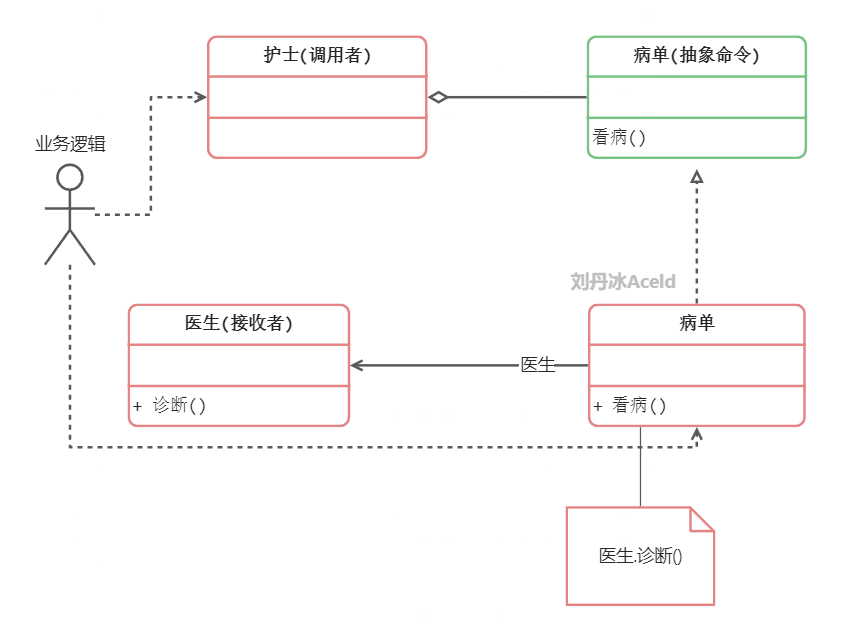 护士(调用者)
病单(抽象命令)
看病()
业务逻辑
刘丹冰Aceld
医生(接收者)
+ 诊断()
医生
病单
+ 看病()
医生.诊断()